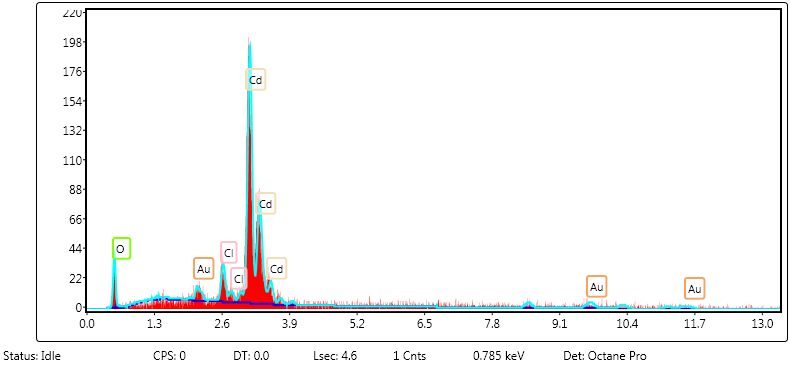 220
198
176
154
132
110
88
66
44
22
0
Cd
Cd
O
Cl
Au
Cl
Cd
Au
Au
0.0 1.3 2.6 3.9 5.2 6.5 7.8 9.1 10.4 11.7 13.0
Status: Idle CPS: 0 DT: 0.0 Lsec: 4.6 1 Cnts 0.785 keV Det: Octane Pro